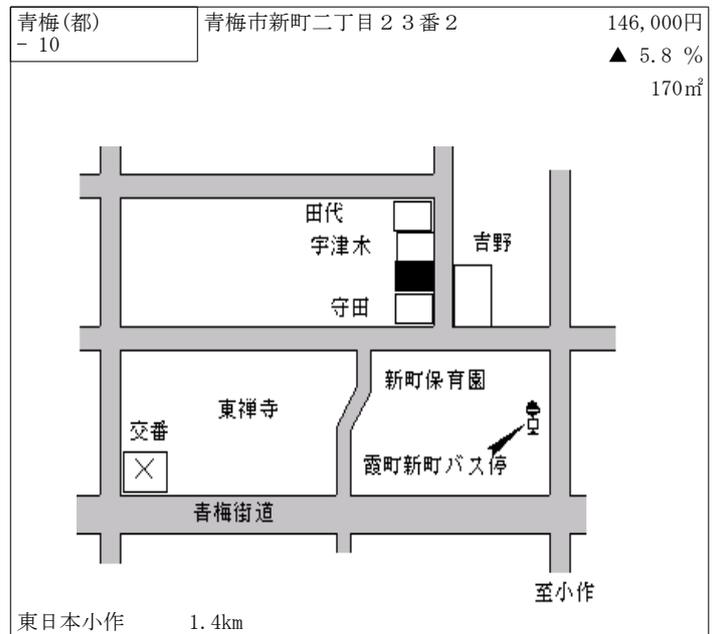 青梅(都)
- 10
青梅市新町二丁目２３番２
146,000円
▲ 5.8 %
170㎡
田代
宇津木
吉野
守田
新町保育園
東禅寺
交番
霞町新町バス停
青梅街道
至小作
東日本小作 1.4km